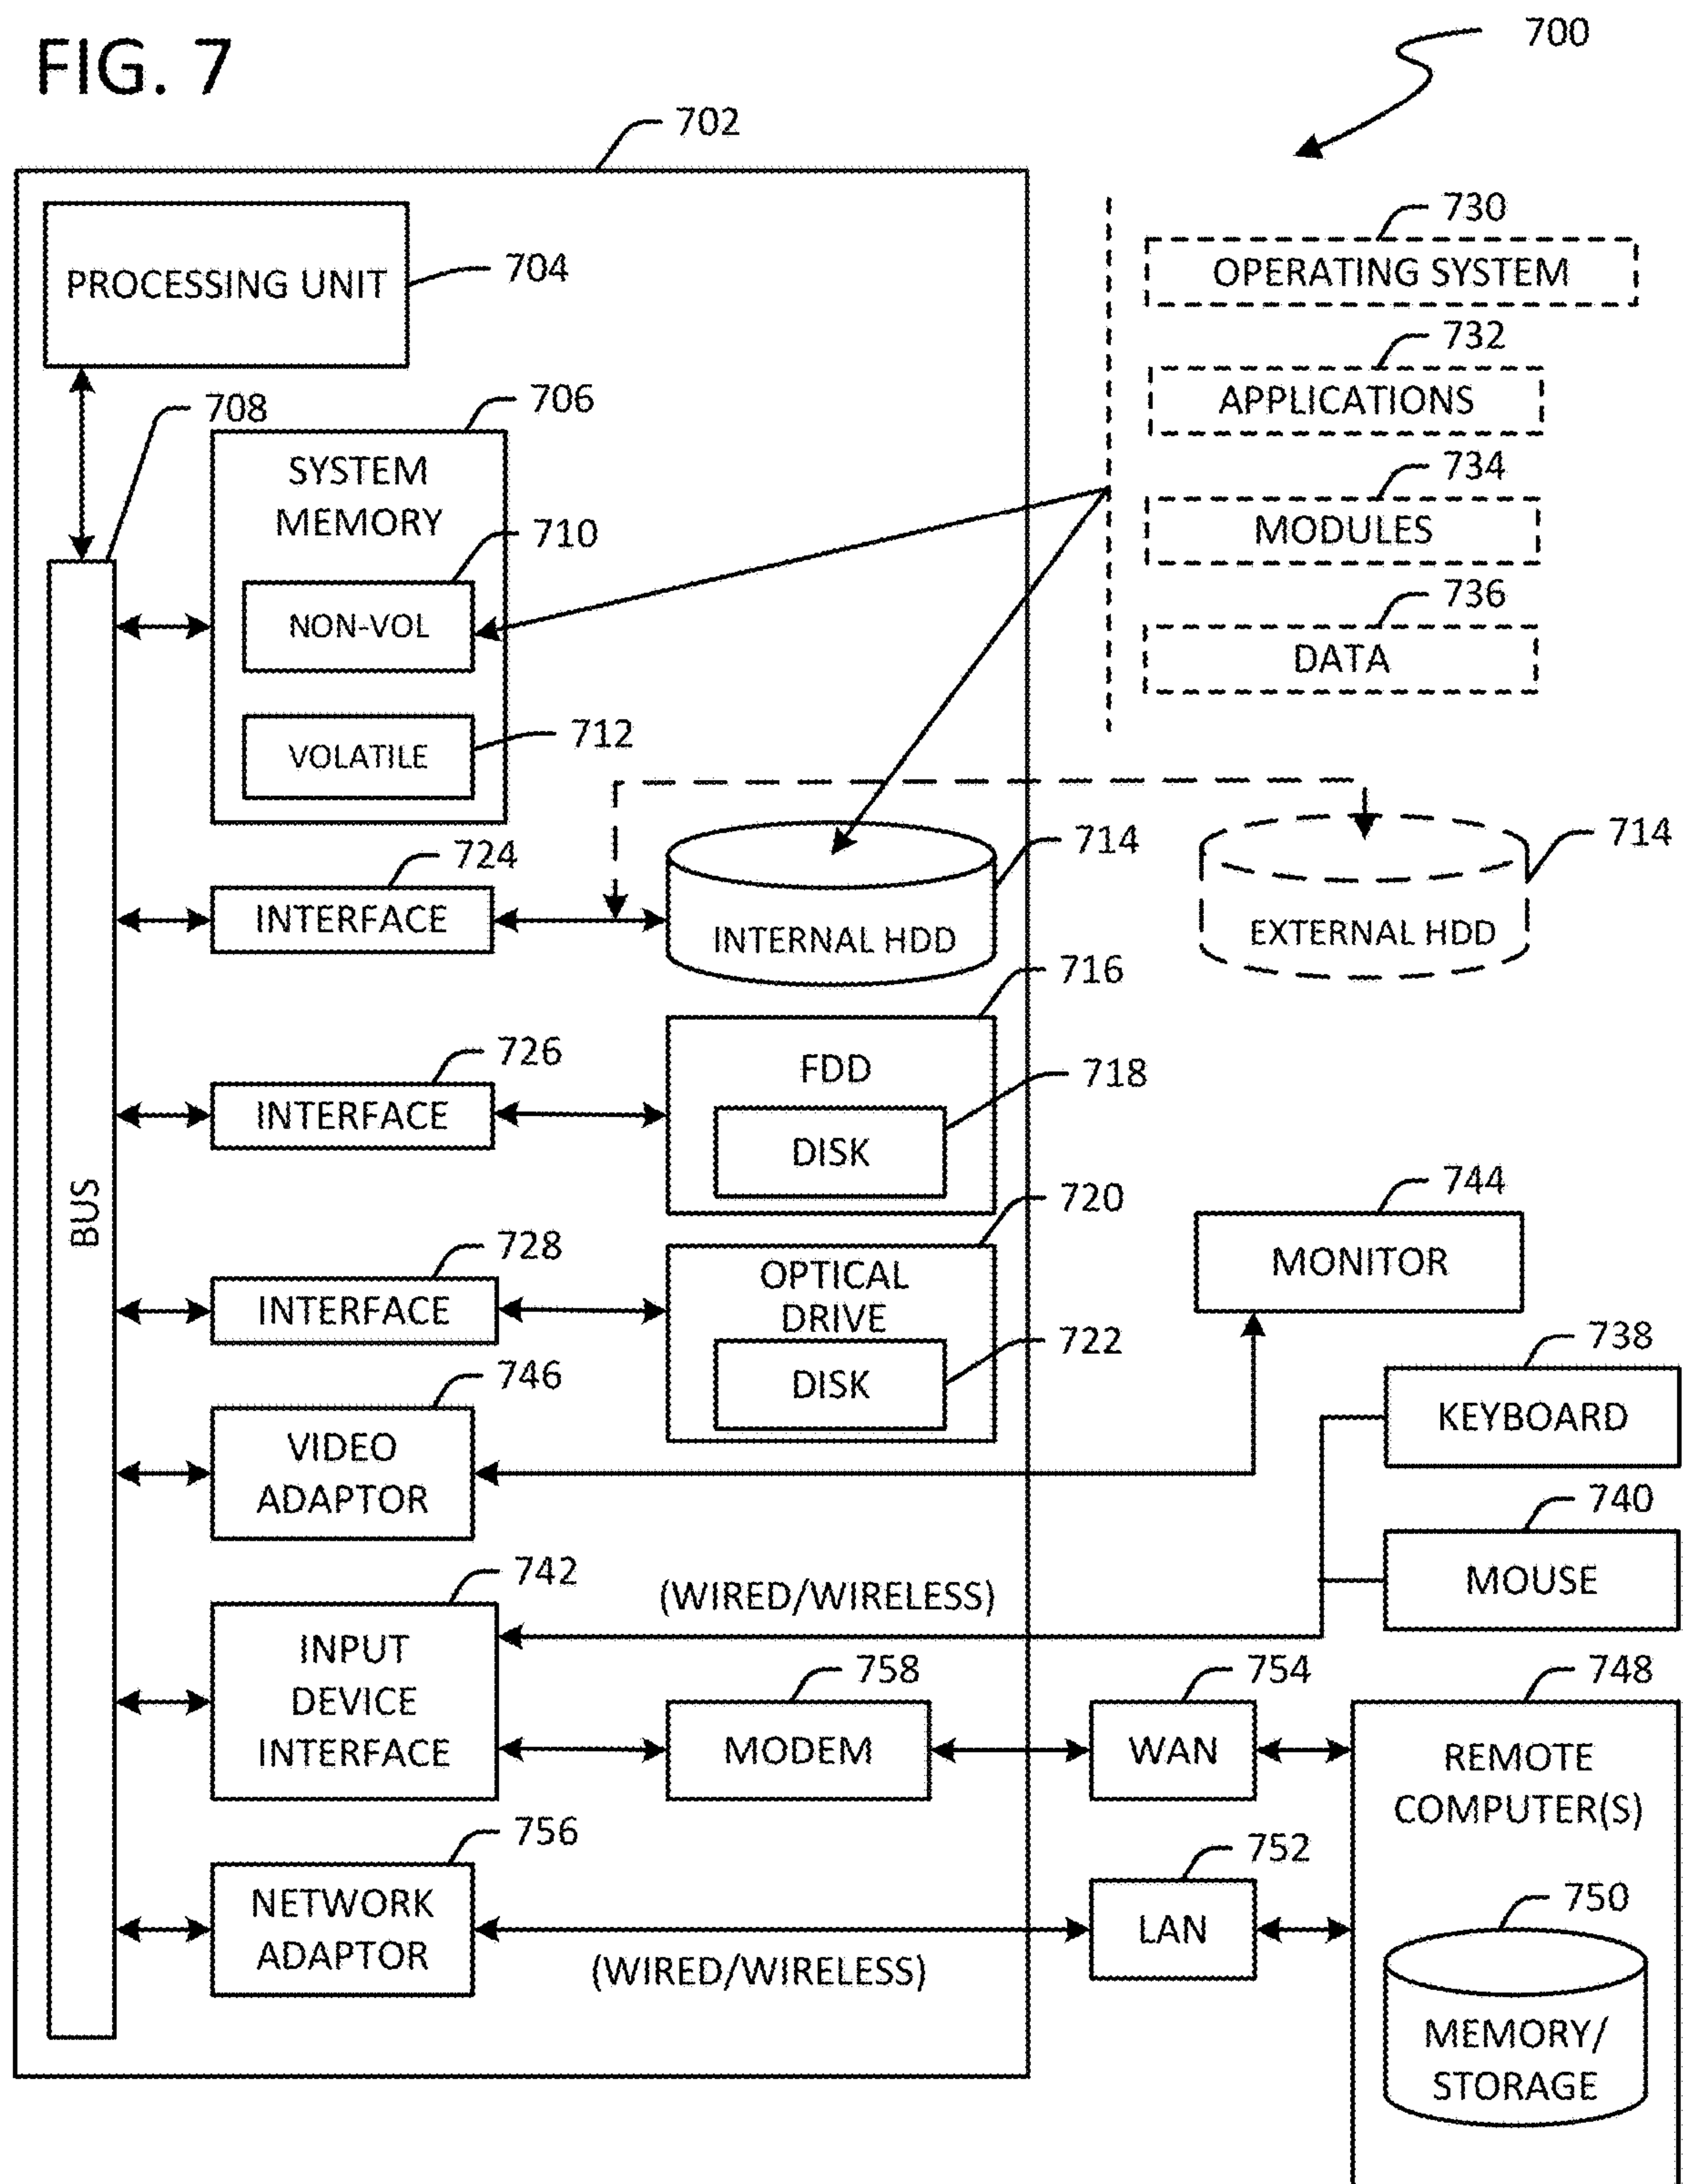 FIG. 7
700
702
730
OPERATING SYSTEM
PROCESSING UNIT
704
732
APPLICATIONS
708
706
SYSTEM
MEMORY
734
MODULES
710
NON-VOL
736
DATA
712
VOLATILE
724
INTERFACE
714
INTERNAL HDD
714
EXTERNAL HDD
716
FDD
726
INTERFACE
718
DISK
BUS
720
OPTICAL
DRIVE
728
INTERFACE
722
DISK
744
MONITOR
738
KEYBOARD
746
VIDEO
ADAPTOR
740
MOUSE
742
INPUT
DEVICE
INTERFACE
(WIRED/WIRELESS)
758
MODEM
754
WAN
748
REMOTE
COMPUTER(S)
756
NETWORK
ADAPTOR
(WIRED/WIRELESS)
752
LAN
750
MEMORY/
STORAGE